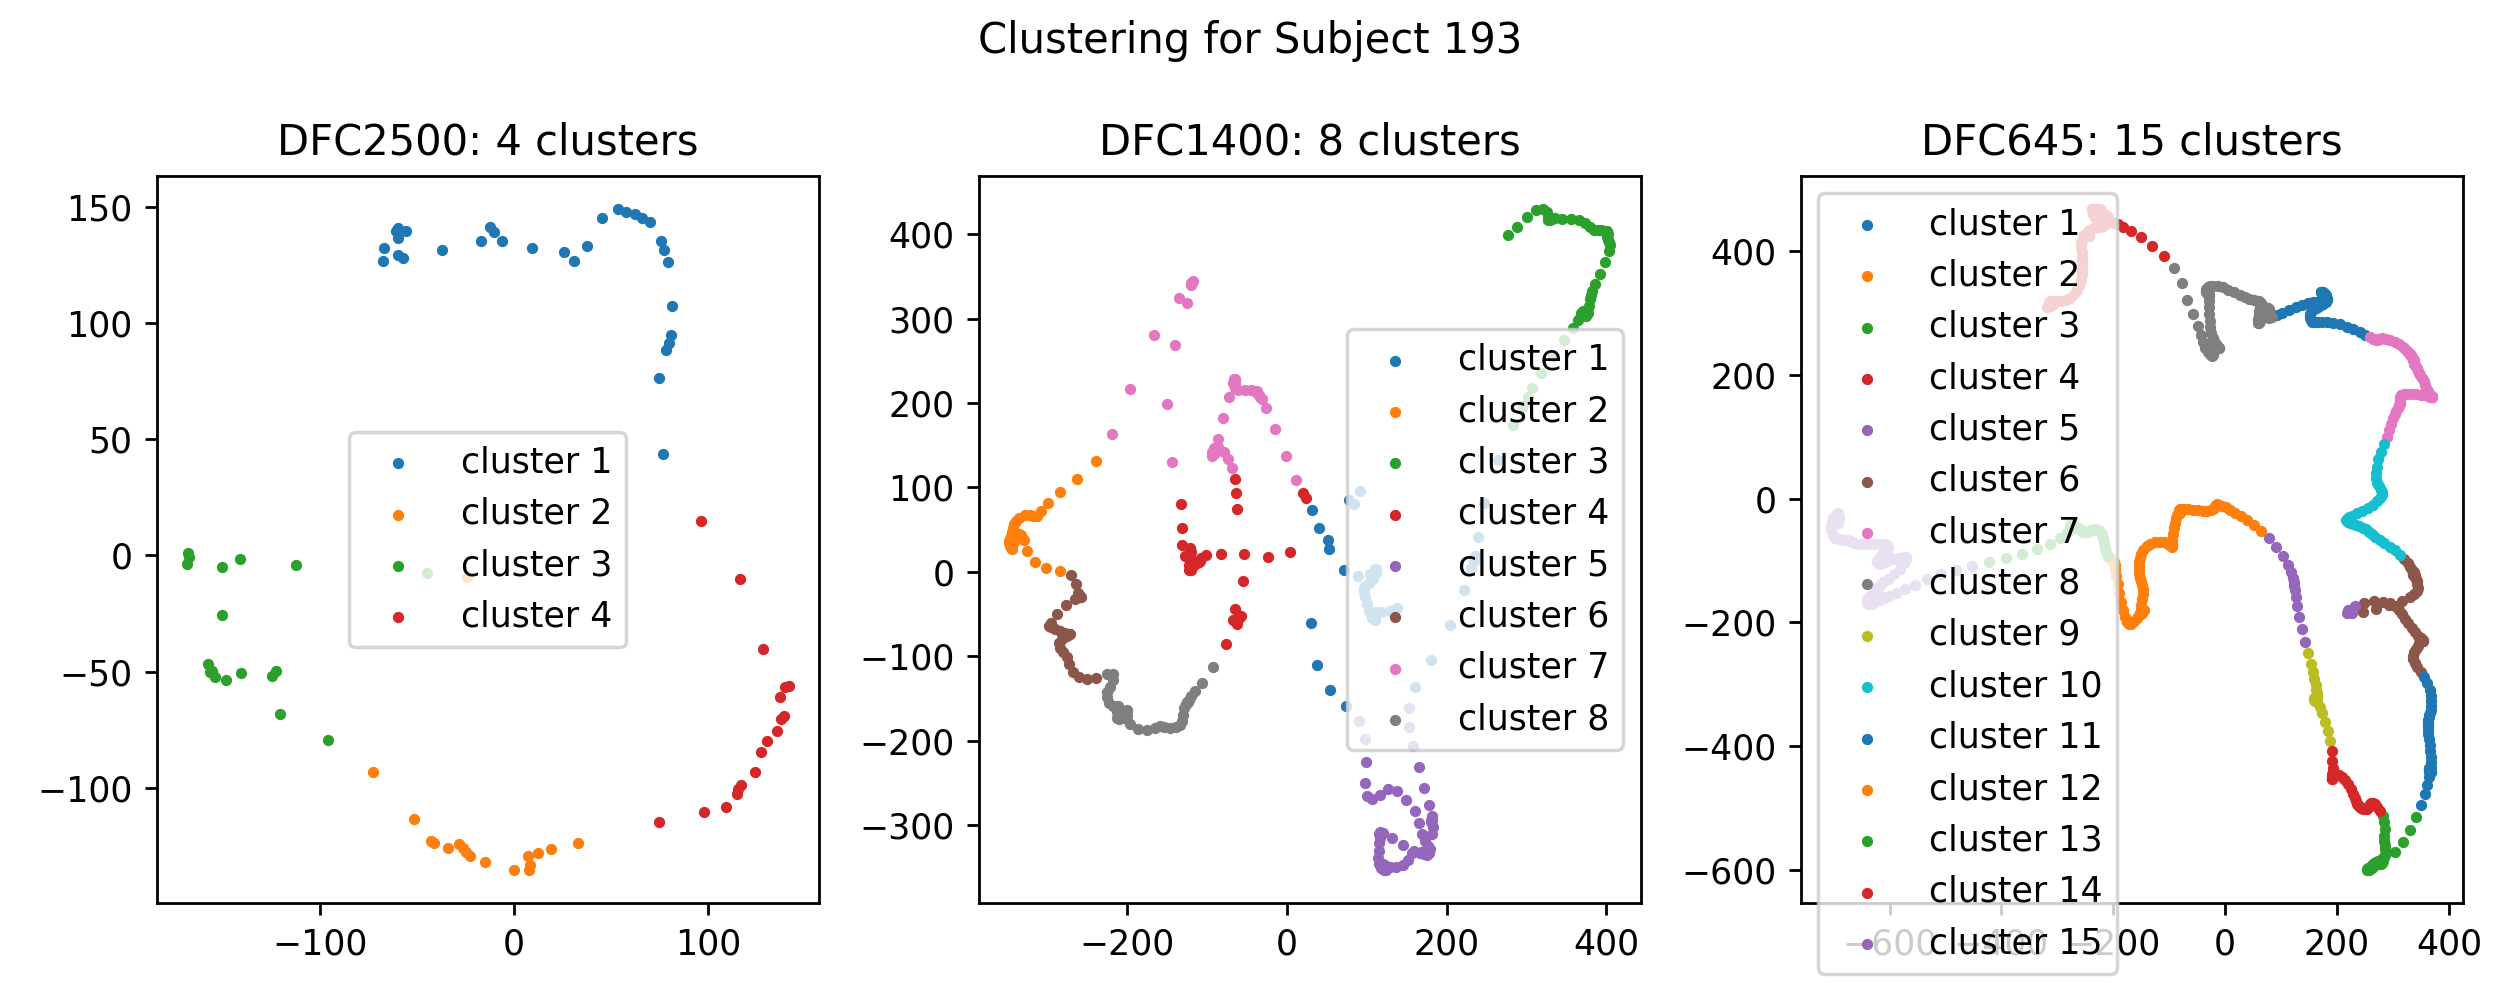 Clustering for Subject 193
DFC2500: 4 clusters
150
100
50
0
−50
−100
−100 0 100
cluster 1
cluster 2
cluster 3
cluster 4
DFC1400: 8 clusters
400
300
200
100
0
−100
−200
−300
−200 0 200 400
cluster 1
cluster 2
cluster 3
cluster 4
cluster 5
cluster 6
cluster 7
cluster 8
DFC645: 15 clusters
400
200
0
−200
−400
−600
−600 −400 −200 0 200 400
cluster 1
cluster 2
cluster 3
cluster 4
cluster 5
cluster 6
cluster 7
cluster 8
cluster 9
cluster 10
cluster 11
cluster 12
cluster 13
cluster 14
cluster 15